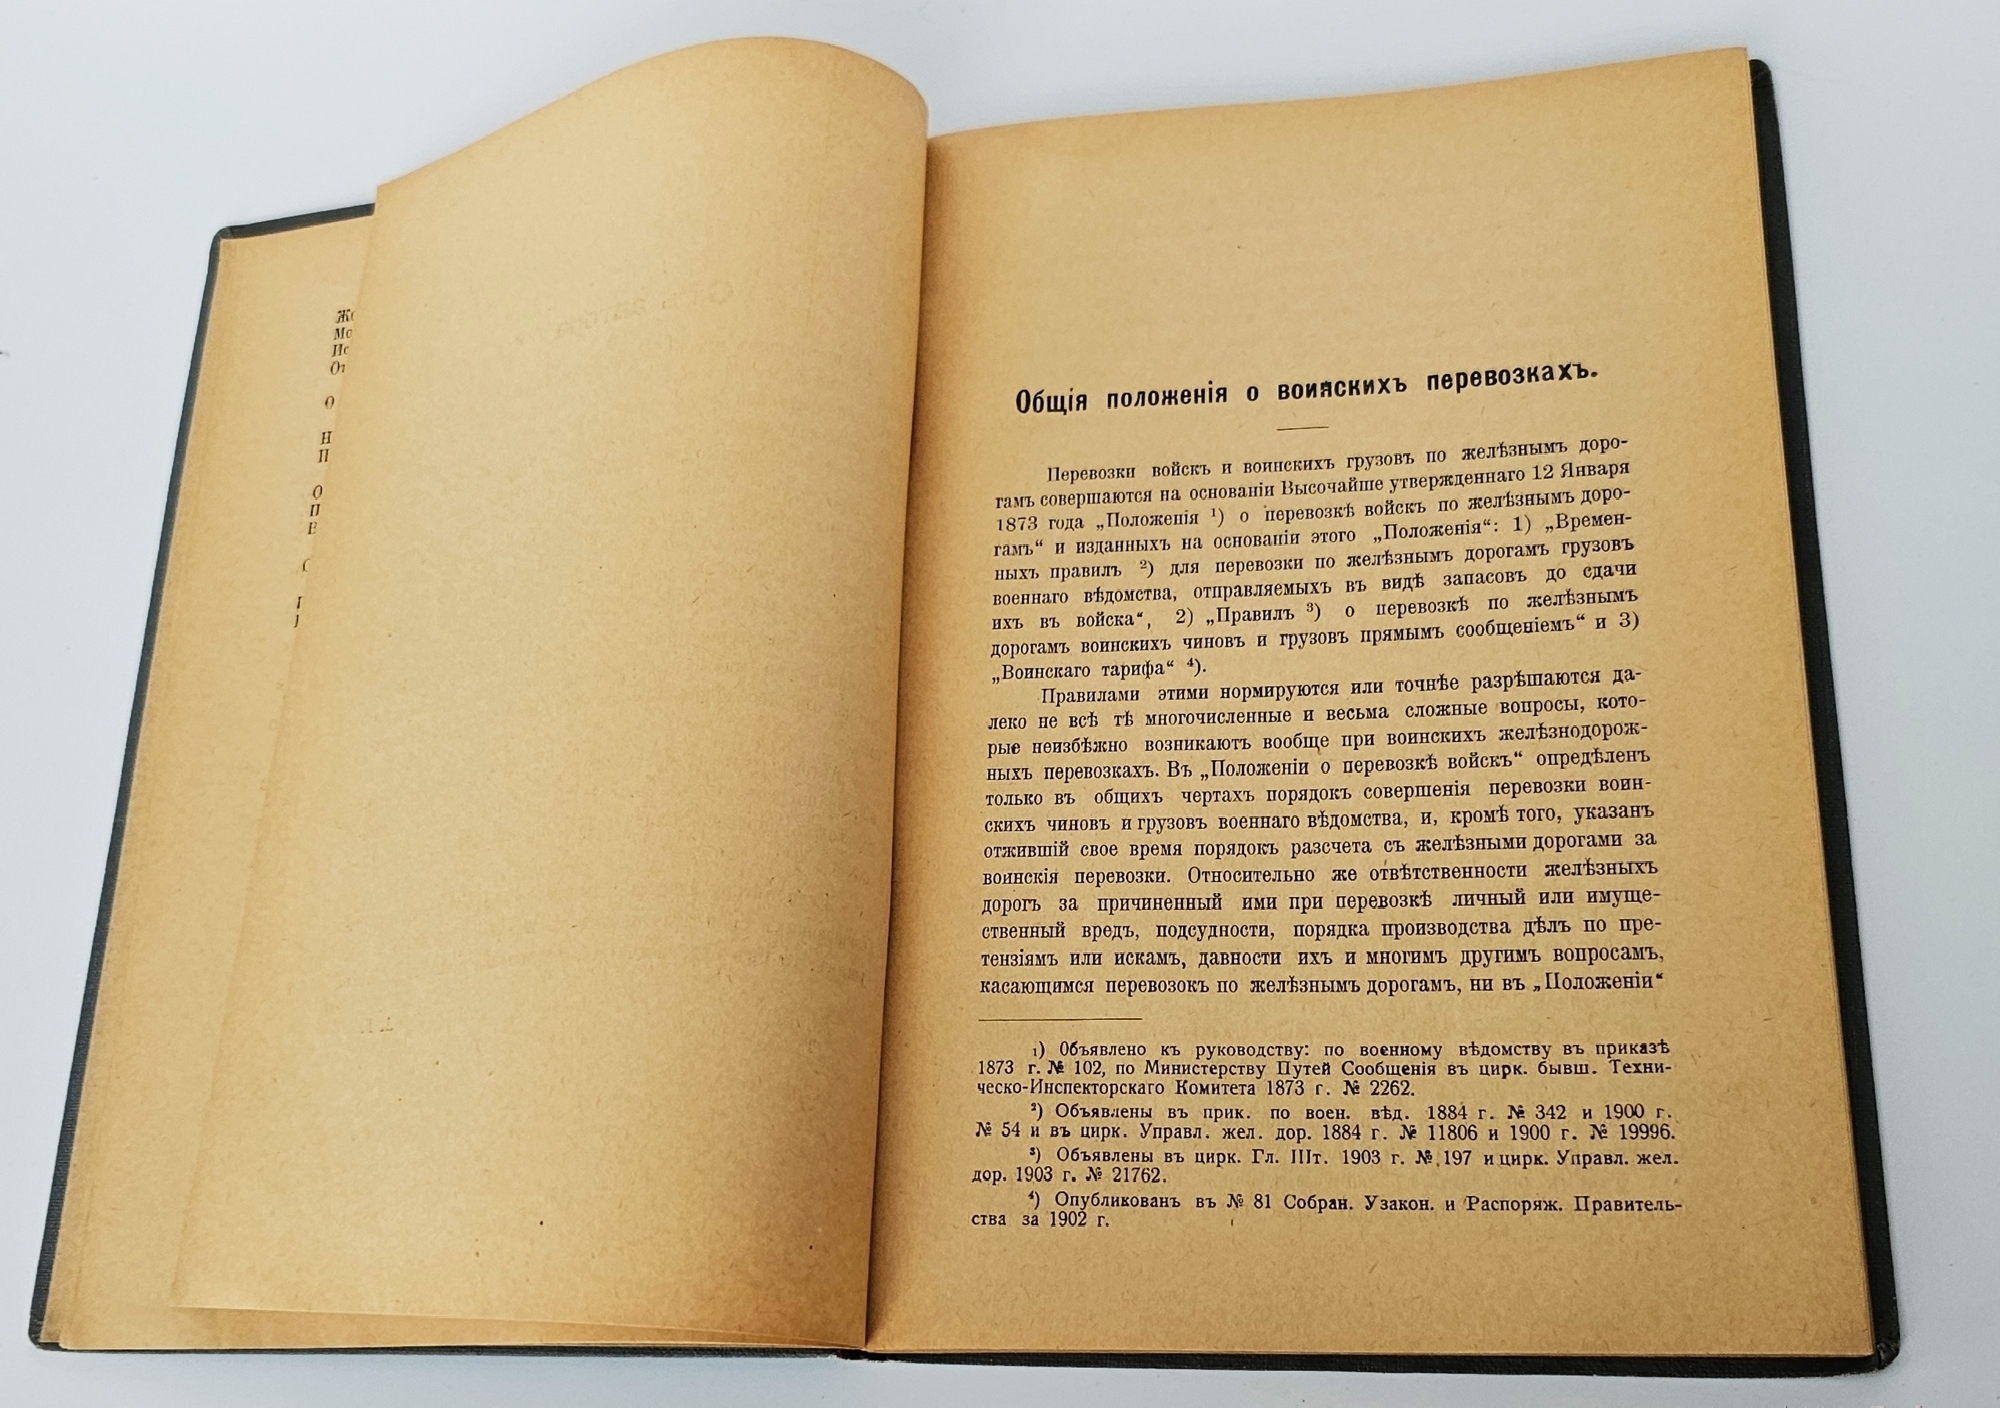 Общія положенія о воинскихъ перевозкахъ.
Перевозки войскъ и воинскихъ грузовъ по желѣзнымъ доро-
гамъ совершаются на основаніи Высочайше утвержденнаго 12 Января
1873 года „Положенія ¹) о перевозкѣ войскъ по желѣзнымъ доро-
гамъ“ и изданныхъ на основаніи этого „Положенія“: 1) „Времен-
ныхъ правилъ ²) для перевозки по желѣзнымъ дорогамъ грузовъ
военнаго вѣдомства, отправляемыхъ въ видѣ запасовъ до сдачи
ихъ въ войска“, 2) „Правилъ ³) о перевозкѣ по желѣзнымъ
дорогамъ воинскихъ чиновъ и грузовъ прямымъ сообщеніемъ“ и 3)
„Воинскаго тарифа“ ⁴).
Правилами этими нормируются или точнѣе разрѣшаются да-
леко не всѣ тѣ многочисленные и весьма сложные вопросы, кото-
рые неизбѣжно возникаютъ вообще при воинскихъ желѣзнодорож-
ныхъ перевозкахъ. Въ „Положеніи о перевозкѣ войскъ“ опредѣленъ
только въ общихъ чертахъ порядокъ совершенія перевозки воин-
скихъ чиновъ и грузовъ военнаго вѣдомства, и, кромѣ того, указанъ
отжившій свое время порядокъ разсчета съ желѣзными дорогами за
воинскія перевозки. Относительно же отвѣтственности желѣзныхъ
дорогъ за причиненный ими при перевозкѣ личный или имуще-
ственный вредъ, подсудности, порядка производства дѣлъ по пре-
тензіямъ или искамъ, давности ихъ и многимъ другимъ вопросамъ,
касающимся перевозокъ по желѣзнымъ дорогамъ, ни въ „Положеніи“
¹) Объявлено къ руководству: по военному вѣдомству въ приказѣ
1873 г. № 102, по Министерству Путей Сообщенія въ цирк. бывш. Техни-
ческо-Инспекторскаго Комитета 1873 г. № 2262.
²) Объявлены въ прик. по воен. вѣд. 1884 г. № 342 и 1900 г.
№ 54 и въ цирк. Управл. жел. дор. 1884 г. № 11806 и 1900 г. № 19996.
³) Объявлены въ цирк. Гл. Шт. 1903 г. № 197 и цирк. Управл. жел.
дор. 1903 г. № 21762.
⁴) Опубликованъ въ № 81 Собран. Узакон. и Распоряж. Правитель-
ства за 1902 г.